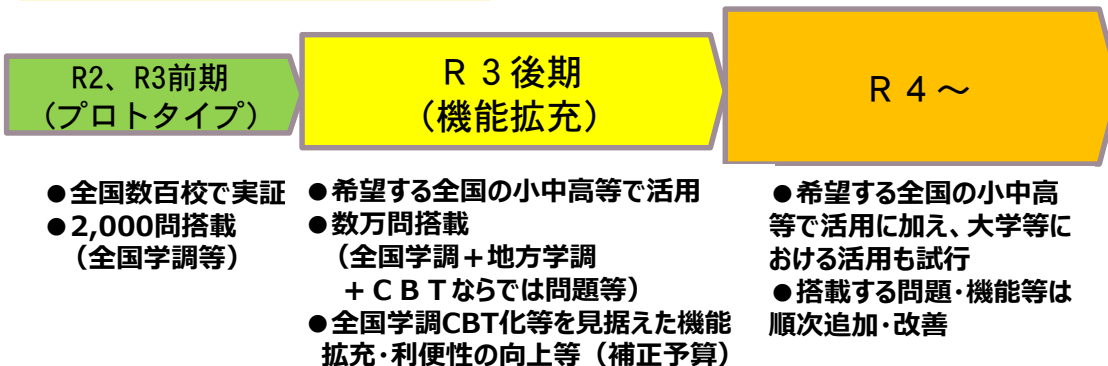 R2、R3前期
（プロトタイプ）
R３後期
（機能拡充）
R４～
●全国数百校で実証
●2,000問搭載
（全国学調等）
●希望する全国の小中高等で活用
●数万問搭載
（全国学調＋地方学調
＋ＣＢＴならでは問題等）
●全国学調CBT化等を見据えた機能
拡充・利便性の向上等（補正予算）
●希望する全国の小中高
等で活用に加え、大学等に
おける活用も試行
●搭載する問題・機能等は
順次追加・改善